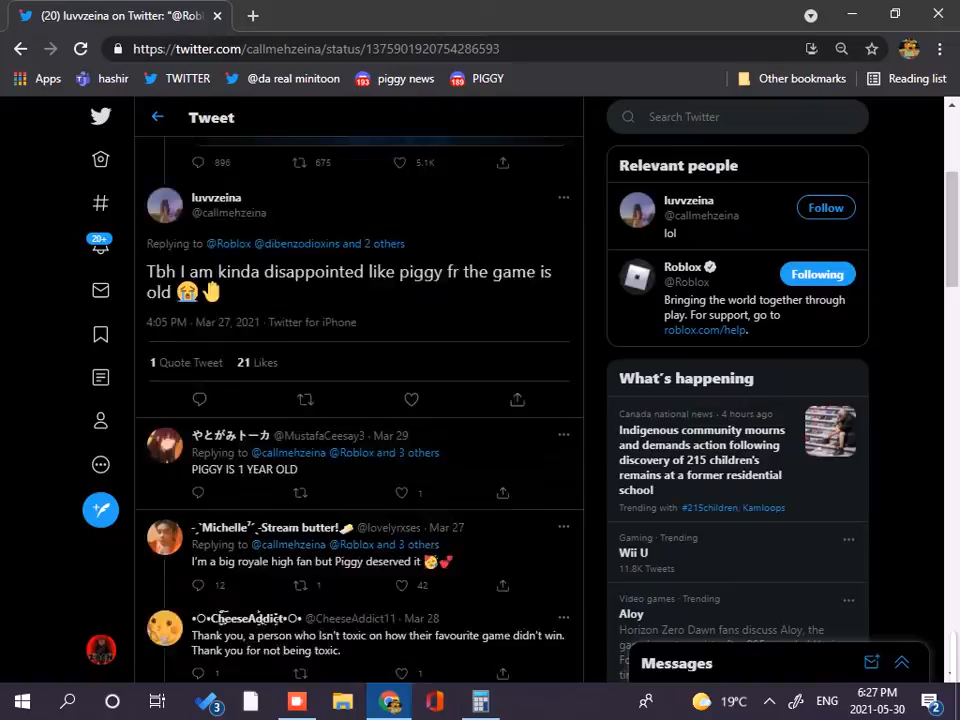 (20) luvvzeina on Twitter: "@Rob
https://twitter.com/callmehzeina/status/1375901920754286593
Apps
hashir
TWITTER
@da real minitoon
193
piggy news
189
PIGGY
Other bookmarks
Reading list
Tweet
896
675
5.1K
luvvzeina
@callmehzeina
Replying to @Roblox @dibenzodioxins and 2 others
Tbh I am kinda disappointed like piggy fr the game is
old 😭🤚
4:05 PM · Mar 27, 2021 · Twitter for iPhone
1 Quote Tweet 21 Likes
やとがみトーカ @MustafaCeesay3 · Mar 29
Replying to @callmehzeina @Roblox and 3 others
PIGGY IS 1 YEAR OLD
1
-ˏˋMichelle⁷ˊˎ-Stream butter!🧈 @lovelyrxses · Mar 27
Replying to @callmehzeina @Roblox and 3 others
I'm a big royale high fan but Piggy deserved it 🥳💕
12
1
42
•○•CheeseAddict•○• @CheeseAddict11 · Mar 28
Thank you, a person who Isn't toxic on how their favourite game didn't win.
Thank you for not being toxic.
1
1
20+
Search Twitter
Relevant people
luvvzeina
@callmehzeina
Follow
lol
Roblox
@Roblox
Following
Bringing the world together through
play. For support, go to
roblox.com/help.
What's happening
Canada national news · 4 hours ago
Indigenous community mourns
and demands action following
discovery of 215 children's
remains at a former residential
school
Trending with #215children, Kamloops
Gaming · Trending
Wii U
11.8K Tweets
Video games · Trending
Aloy
Horizon Zero Dawn fans discuss Aloy, the
Messages
3
19°C
ENG
6:27 PM
2021-05-30
2